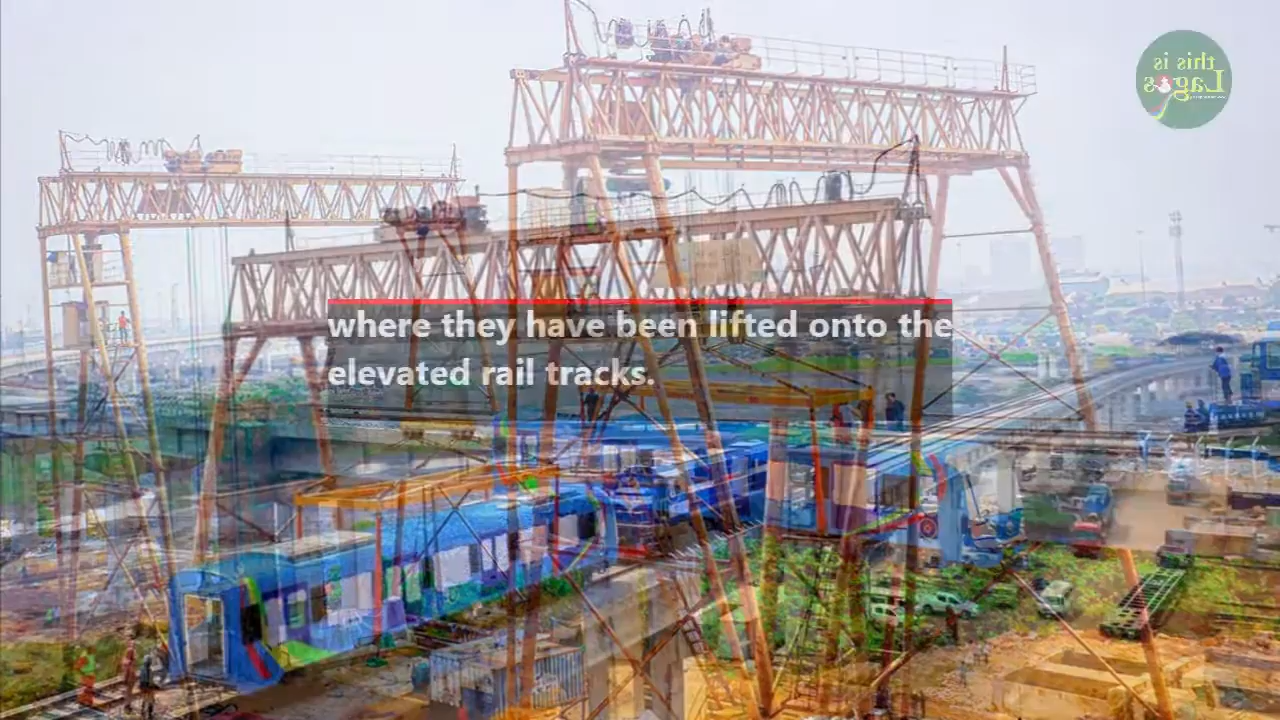 this is
Lagos
where they have been lifted onto the
elevated rail tracks.